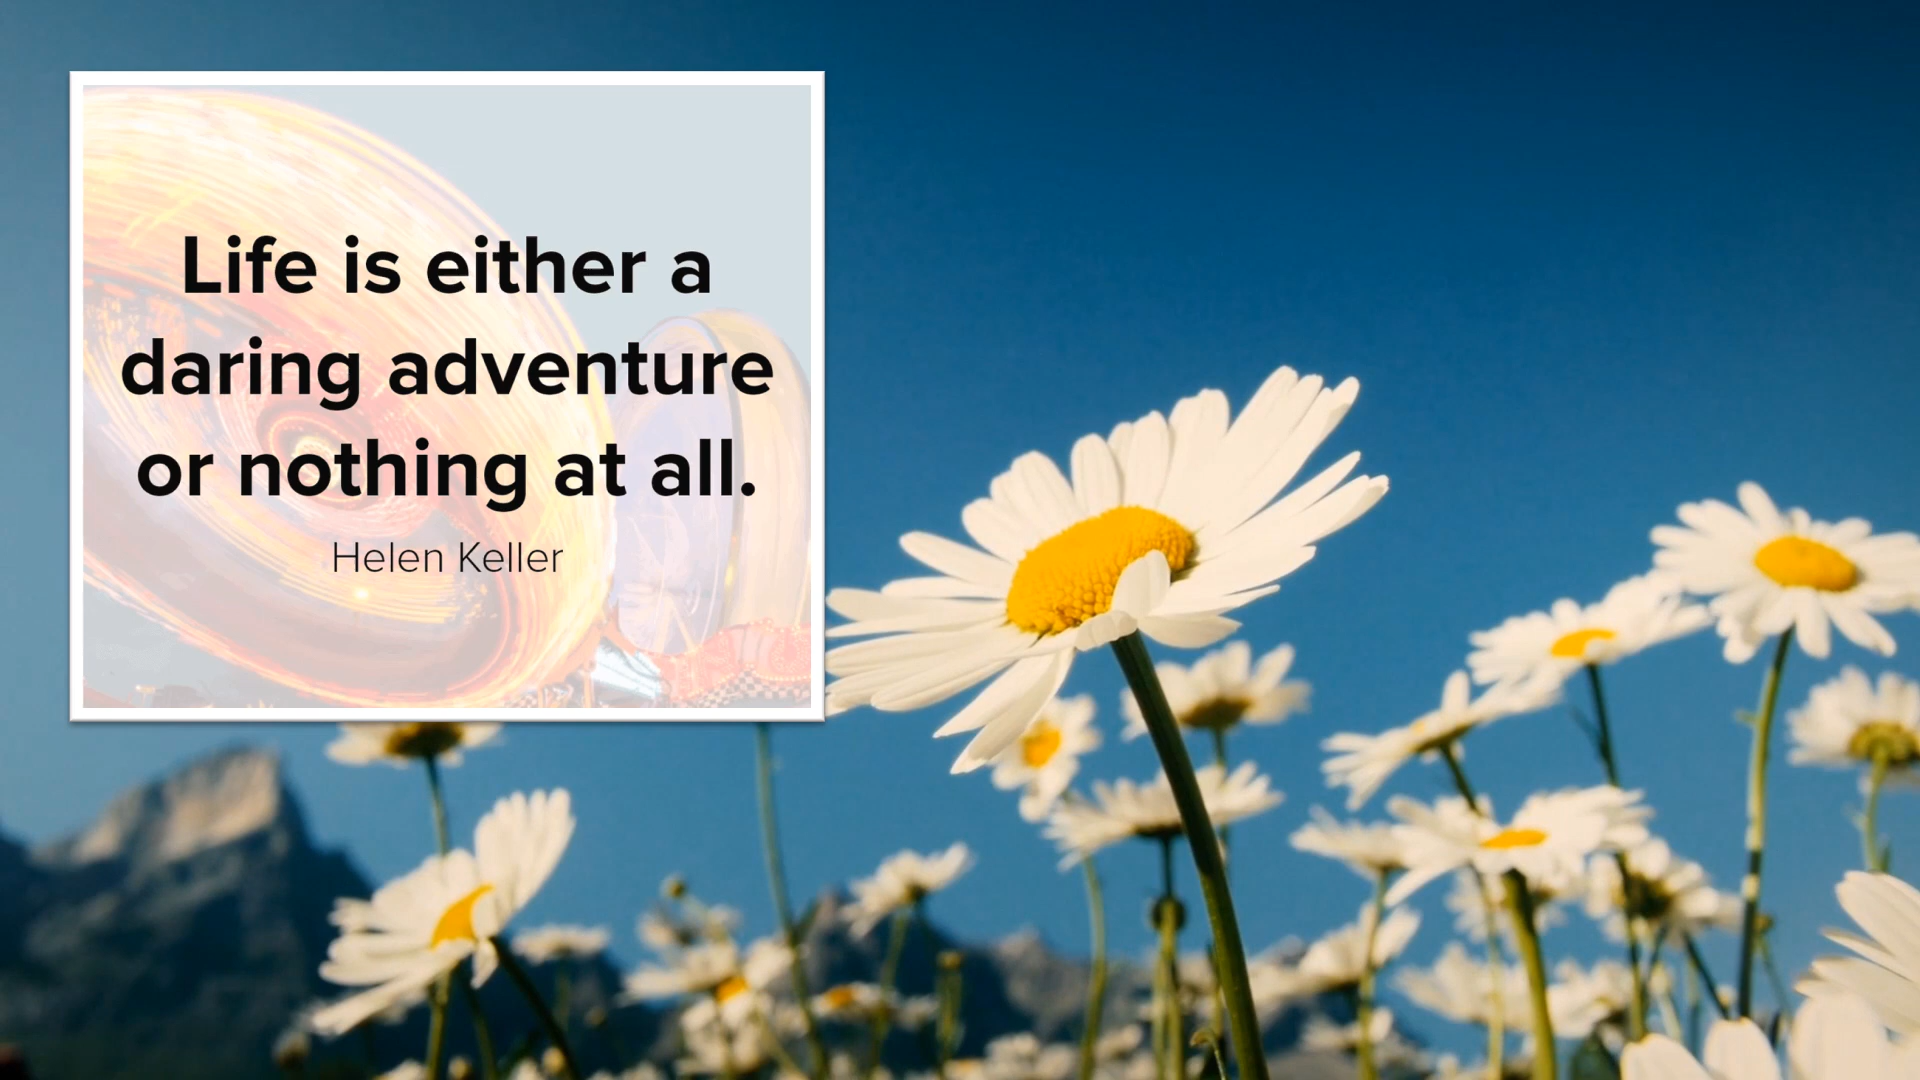 Life is either a
daring adventure
or nothing at all.
Helen Keller